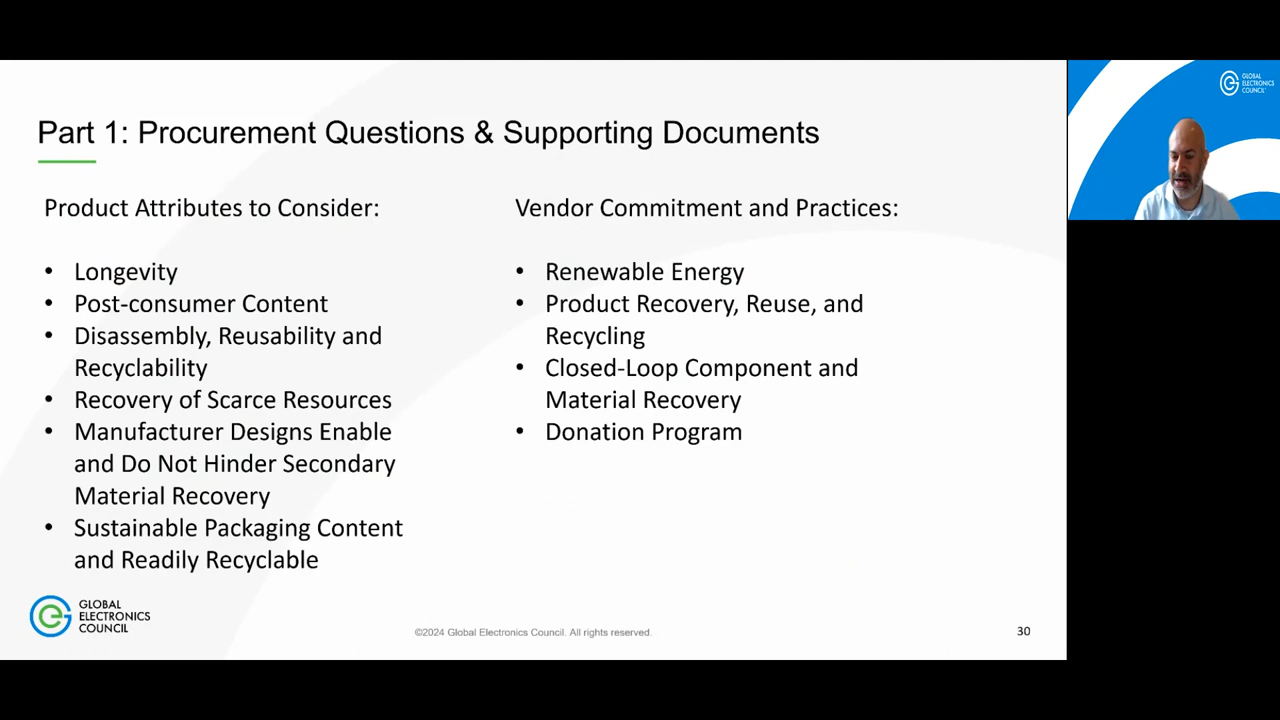 Part 1: Procurement Questions & Supporting Documents
Product Attributes to Consider:
• Longevity
• Post-consumer Content
• Disassembly, Reusability and
Recyclability
• Recovery of Scarce Resources
• Manufacturer Designs Enable
and Do Not Hinder Secondary
Material Recovery
• Sustainable Packaging Content
and Readily Recyclable
Vendor Commitment and Practices:
• Renewable Energy
• Product Recovery, Reuse, and
Recycling
• Closed-Loop Component and
Material Recovery
• Donation Program
GLOBAL
ELECTRONICS
COUNCIL
©2024 Global Electronics Council. All rights reserved.
30
GLOBAL
ELECTRONICS
COUNCIL